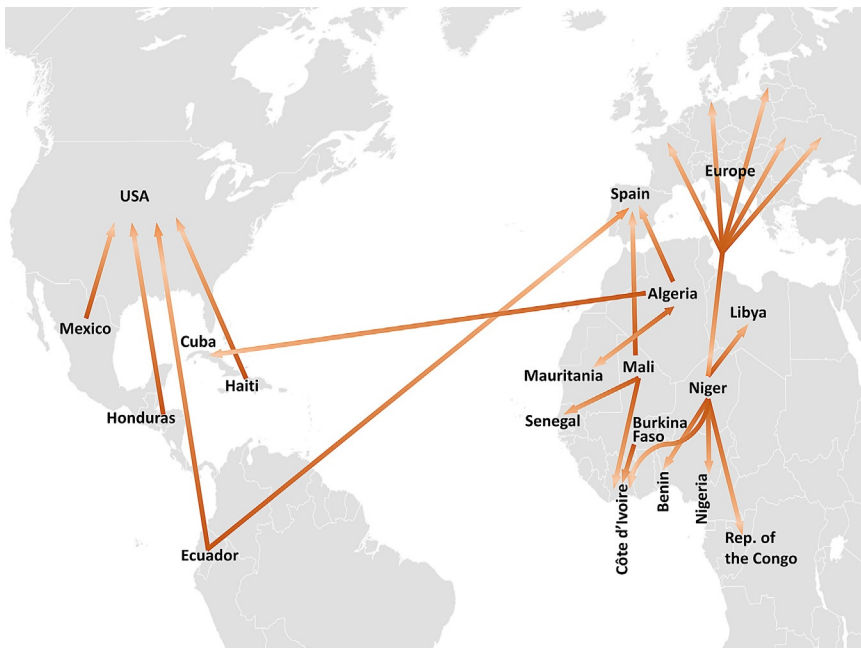 USA
Europe
Spain
Algeria
Libya
Mexico
Cuba
Mauritania
Mali
Haiti
Niger
Honduras
Senegal
Burkina
Faso
Côte d'Ivoire
Benin
Nigeria
Rep. of
the Congo
Ecuador